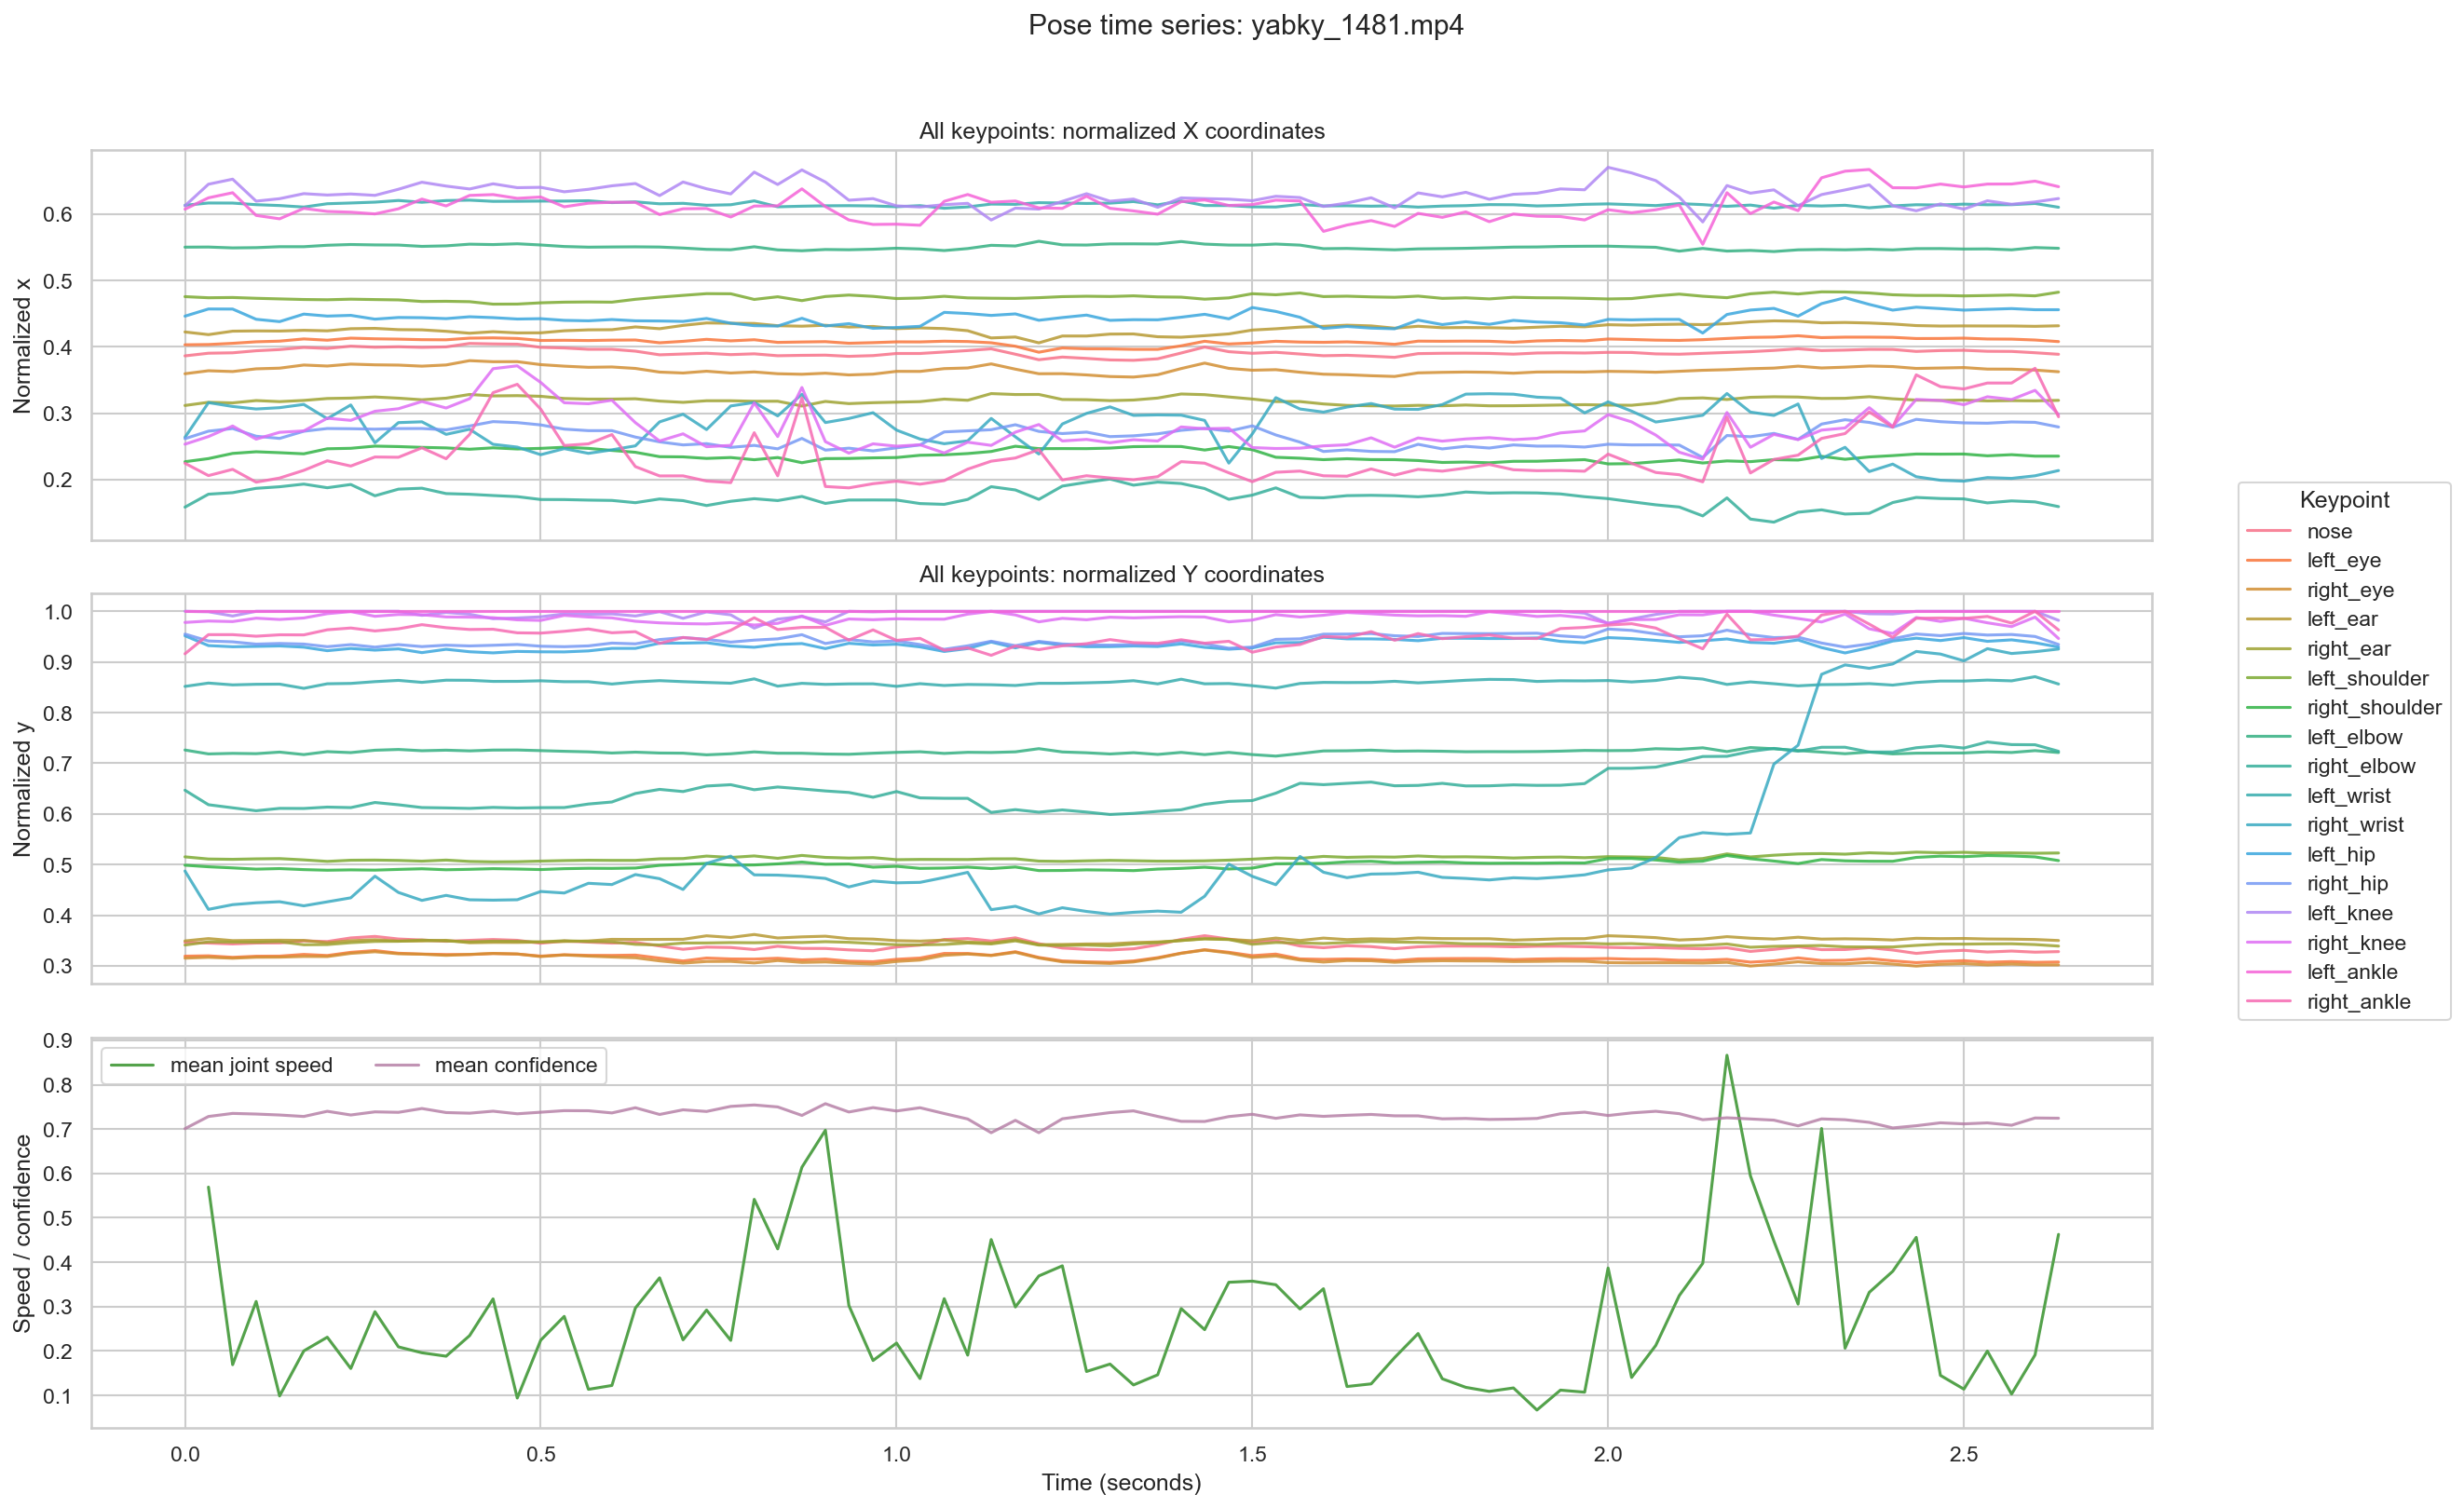 Pose time series: yabky_1481.mp4
All keypoints: normalized X coordinates
Normalized x
0.6
0.5
0.4
0.3
0.2
All keypoints: normalized Y coordinates
Normalized y
1.0
0.9
0.8
0.7
0.6
0.5
0.4
0.3
Keypoint
nose
left_eye
right_eye
left_ear
right_ear
left_shoulder
right_shoulder
left_elbow
right_elbow
left_wrist
right_wrist
left_hip
right_hip
left_knee
right_knee
left_ankle
right_ankle
Speed / confidence
0.9
0.8
0.7
0.6
0.5
0.4
0.3
0.2
0.1
mean joint speed mean confidence
0.0 0.5 1.0 1.5 2.0 2.5
Time (seconds)